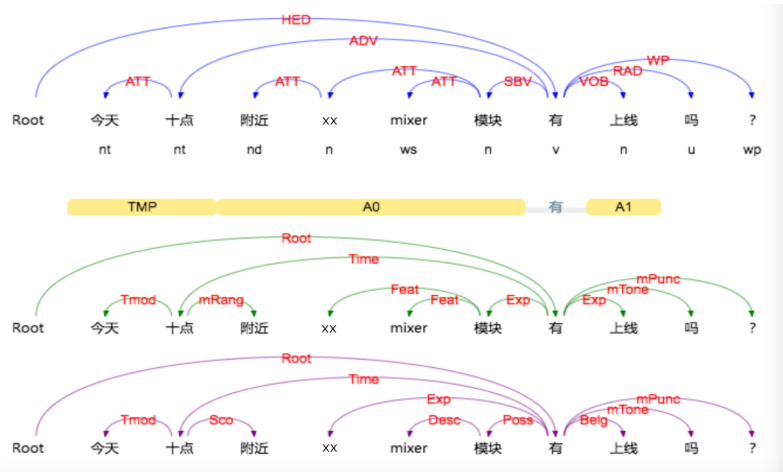 HED
ADV
WP
ATT RAD
ATT ATT ATT SBV VOB
Root 今天 十点 附近 xx mixer 模块 有 上线 吗 ?
nt nt nd n ws n v n u wp
TMP A0 有 A1
Root
Time
mPunc
Feat mTone
Tmod mRang Feat Exp Exp
Root 今天 十点 附近 xx mixer 模块 有 上线 吗 ?
Root
Time
Exp mPunc
mTone
Tmod Sco Desc Poss Belg
Root 今天 十点 附近 xx mixer 模块 有 上线 吗 ?